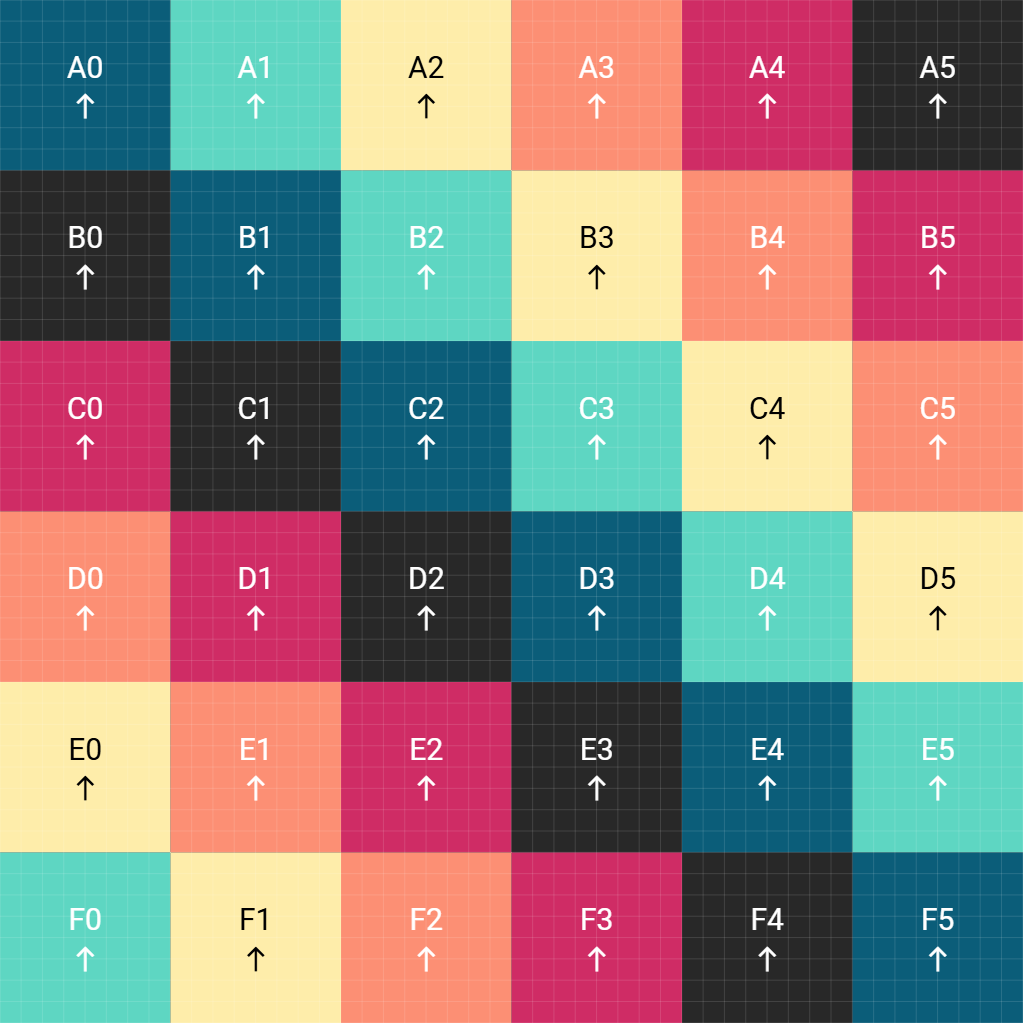 A0 A1 A2 A3 A4 A5
↑ ↑ ↑ ↑ ↑ ↑
B0 B1 B2 B3 B4 B5
↑ ↑ ↑ ↑ ↑ ↑
C0 C1 C2 C3 C4 C5
↑ ↑ ↑ ↑ ↑ ↑
D0 D1 D2 D3 D4 D5
↑ ↑ ↑ ↑ ↑ ↑
E0 E1 E2 E3 E4 E5
↑ ↑ ↑ ↑ ↑ ↑
F0 F1 F2 F3 F4 F5
↑ ↑ ↑ ↑ ↑ ↑